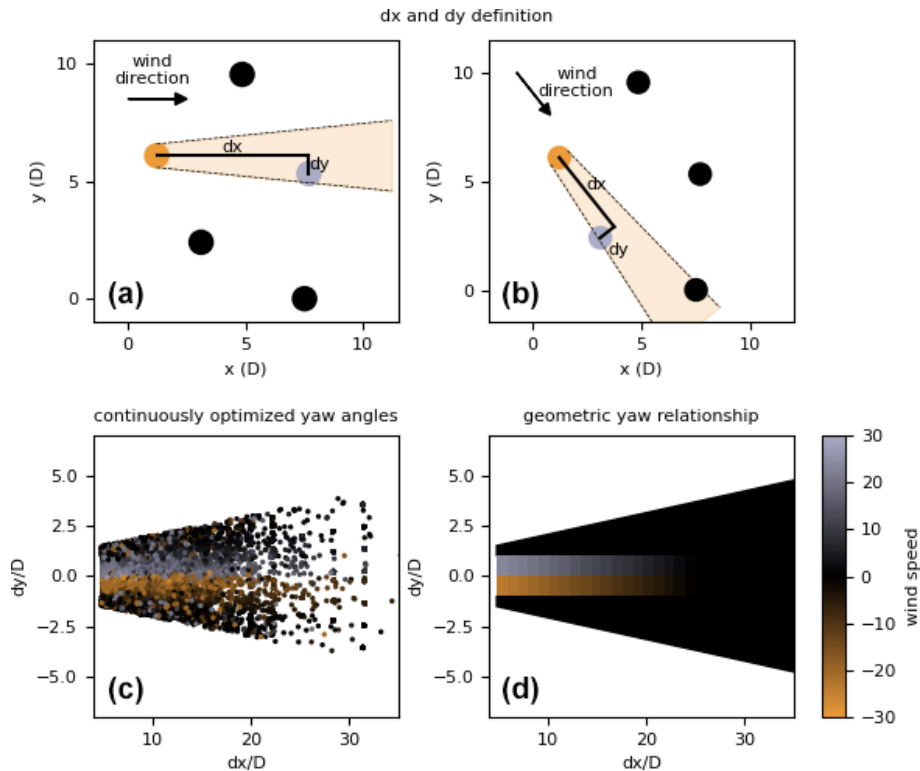 dx and dy definition
wind
direction
dx
dy
(a)
10
5
0
y (D)
0
5
10
x (D)
wind
direction
dx
dy
(b)
10
5
0
y (D)
0
5
10
x (D)
continuously optimized yaw angles
(c)
5.0
2.5
0.0
−2.5
−5.0
dy/D
10
20
30
dx/D
geometric yaw relationship
(d)
5.0
2.5
0.0
−2.5
−5.0
dy/D
10
20
30
dx/D
30
20
10
0
−10
−20
−30
wind speed